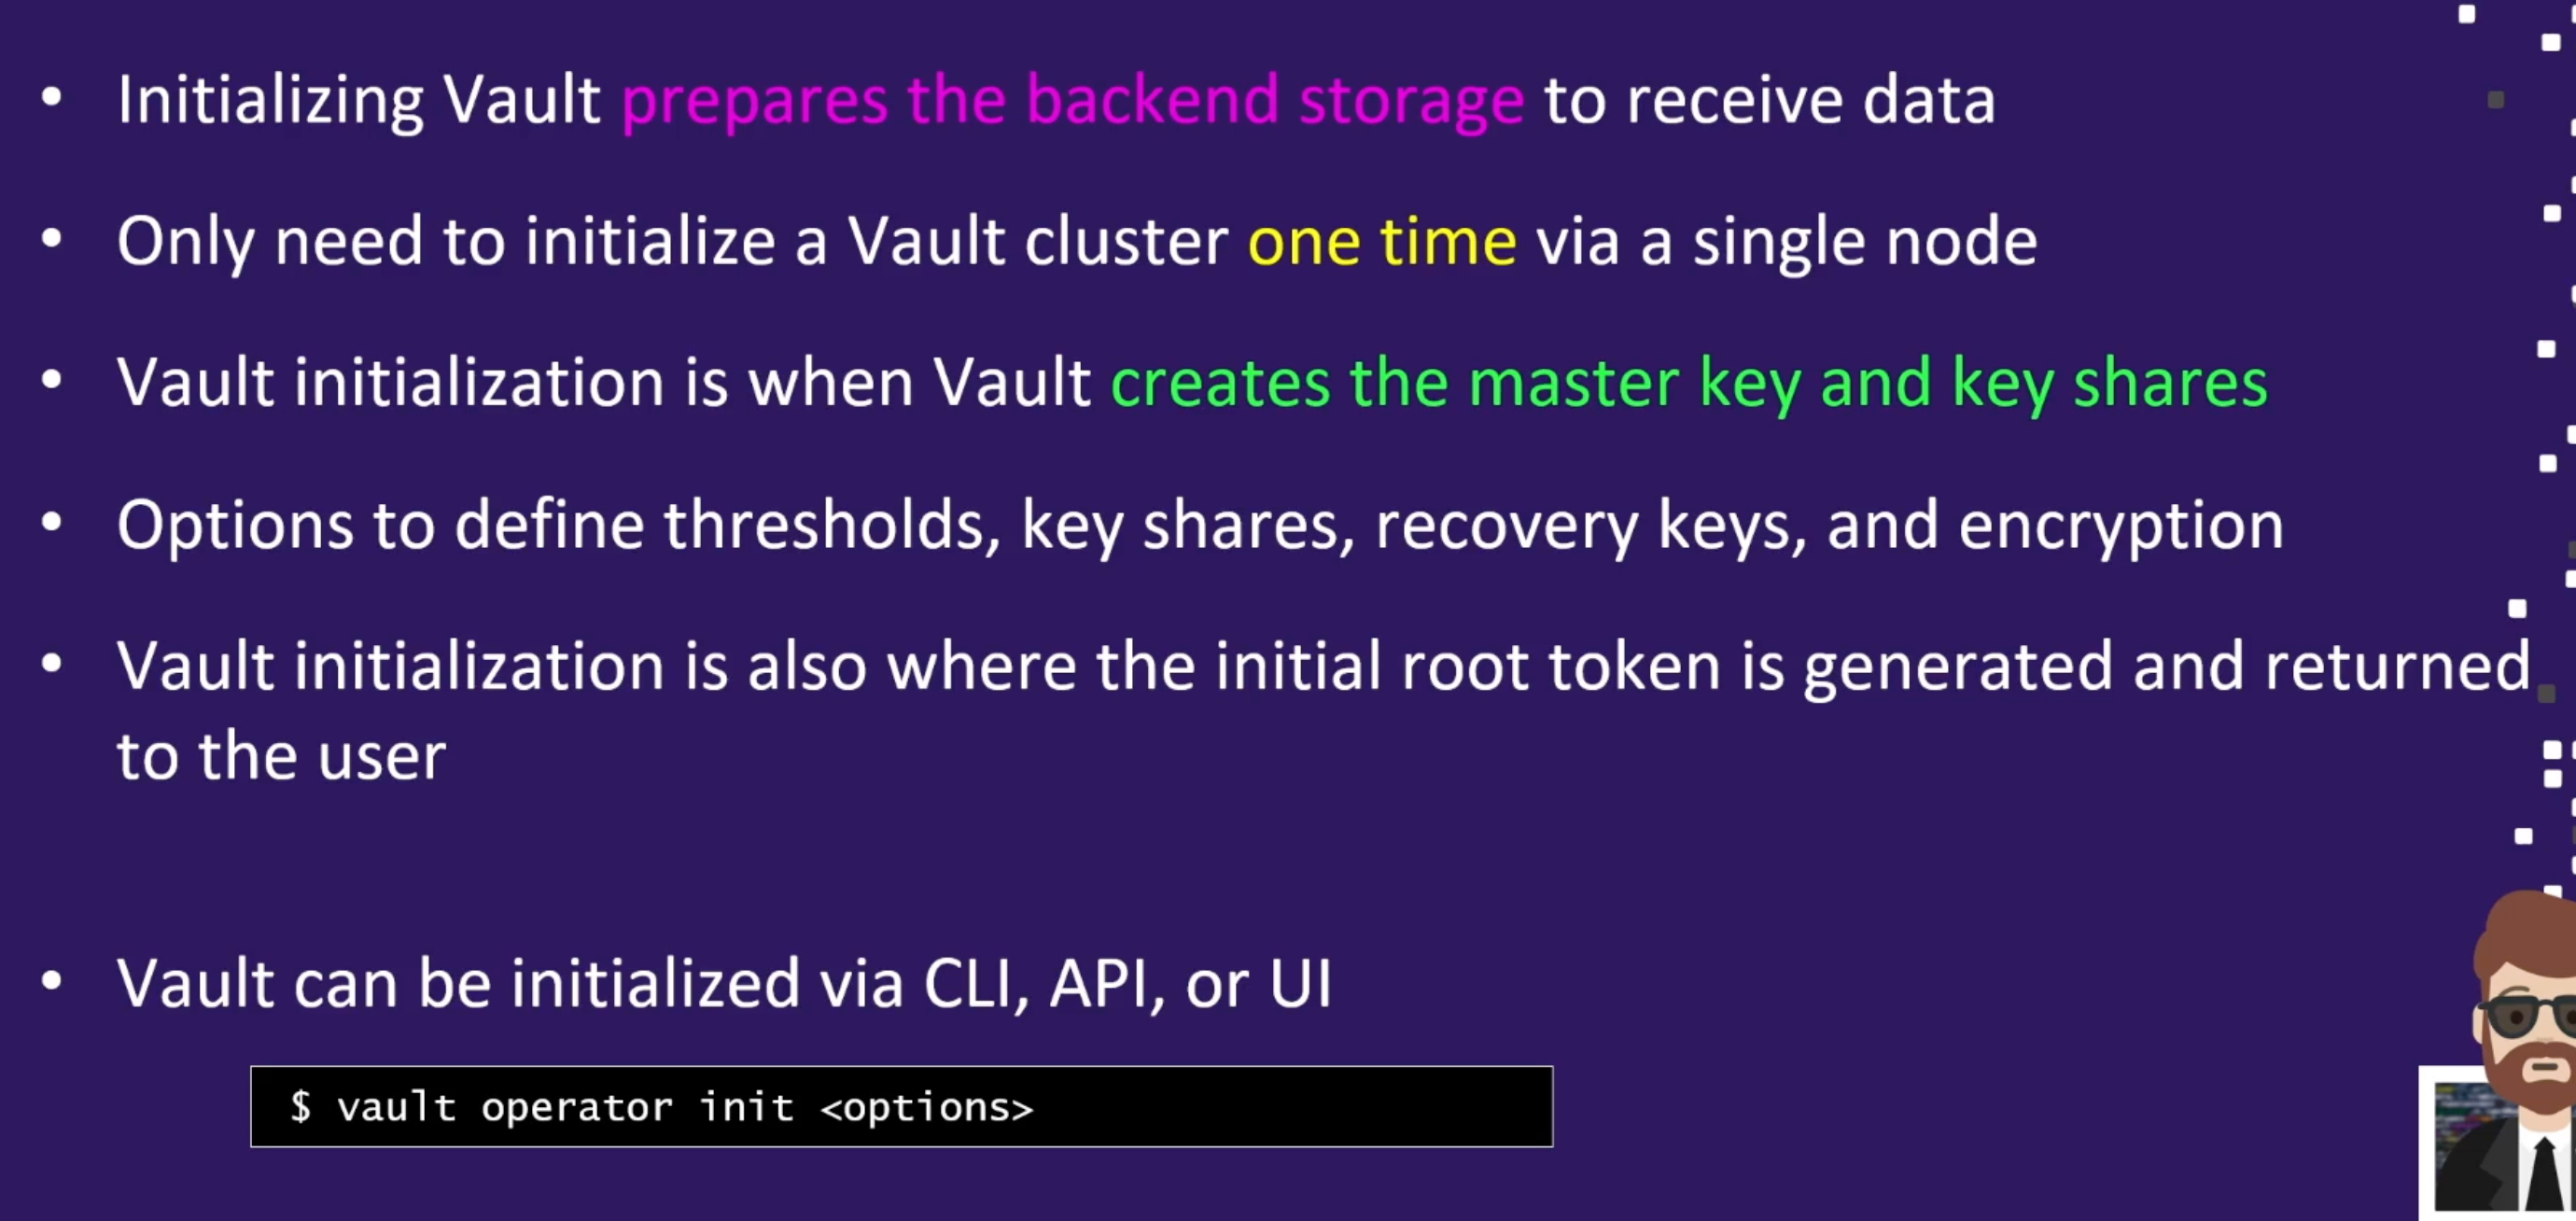 • Initializing Vault prepares the backend storage to receive data
• Only need to initialize a Vault cluster one time via a single node
• Vault initialization is when Vault creates the master key and key shares
• Options to define thresholds, key shares, recovery keys, and encryption
• Vault initialization is also where the initial root token is generated and returned
to the user
• Vault can be initialized via CLI, API, or UI
$ vault operator init <options>